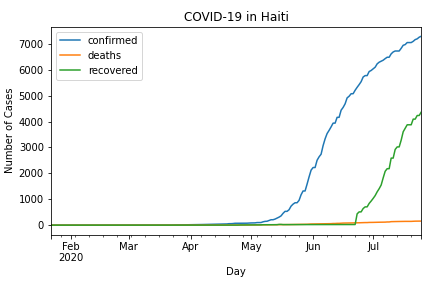 COVID-19 in Haiti
confirmed
deaths
recovered
Number of Cases
7000
6000
5000
4000
3000
2000
1000
0
Feb
2020
Mar
Apr
May
Jun
Jul
Day